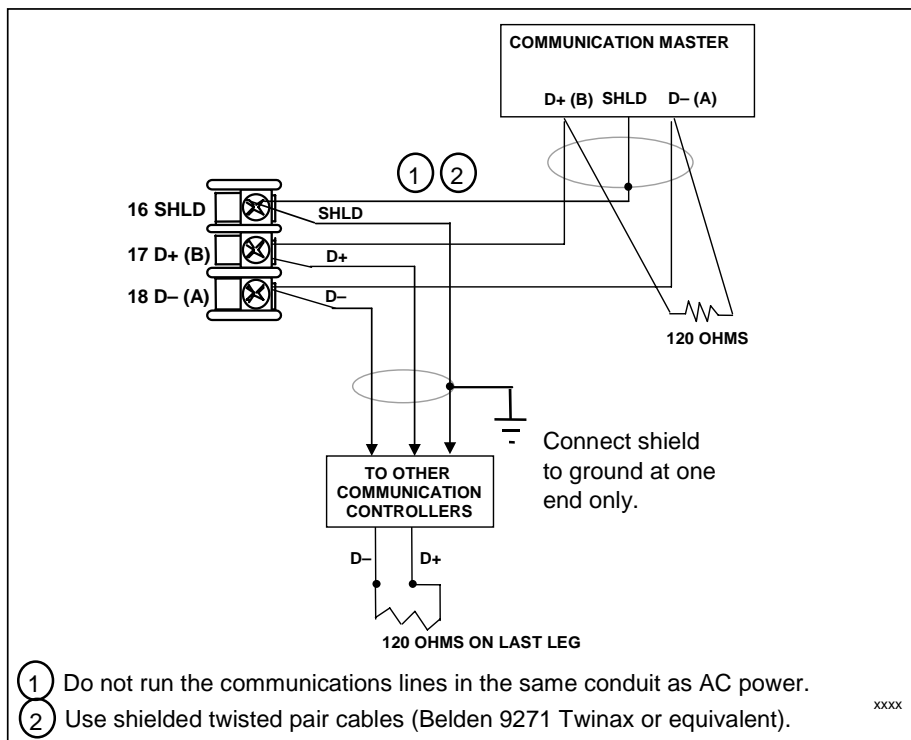 COMMUNICATION MASTER
D+ (B) SHLD D– (A)
1 2
16 SHLD
SHLD
17 D+ (B)
D+
18 D– (A)
D–
120 OHMS
Connect shield
to ground at one
end only.
TO OTHER
COMMUNICATION
CONTROLLERS
D– D+
120 OHMS ON LAST LEG
1 Do not run the communications lines in the same conduit as AC power.
2 Use shielded twisted pair cables (Belden 9271 Twinax or equivalent).
xxxx